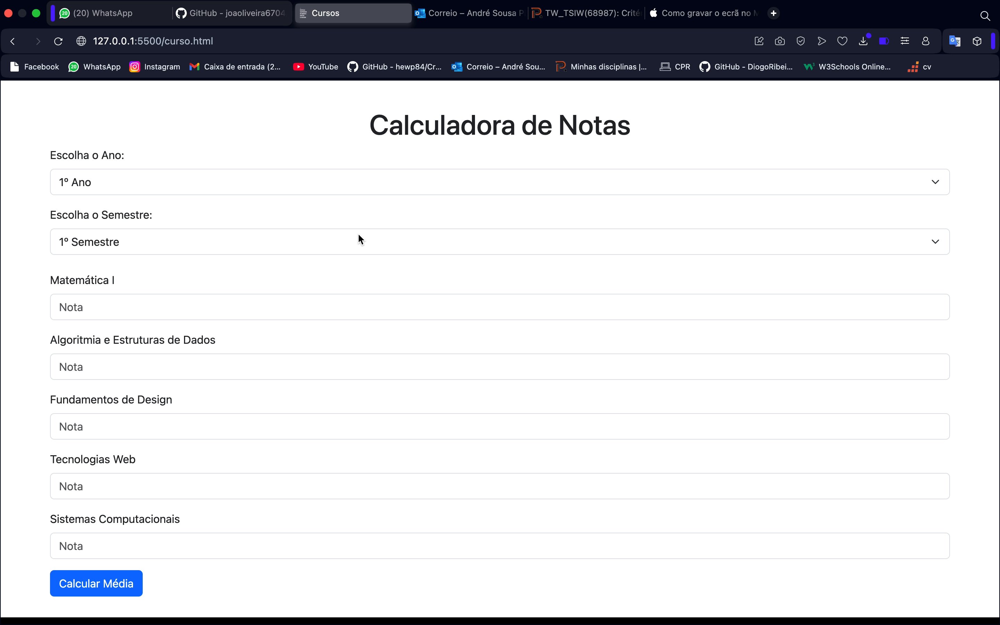 (20) WhatsApp
GitHub - joaoliveira6704
Cursos
Correio – André Sousa P
TW_TSIW(68987): Crité
Como gravar o ecrã no M
127.0.0.1:5500/curso.html
Facebook
20
WhatsApp
Instagram
Caixa de entrada (2...
YouTube
GitHub - hewp84/Cr...
Correio – André Sou...
Minhas disciplinas |...
CPR
GitHub - DiogoRibei...
W3Schools Online...
cv
Calculadora de Notas
Escolha o Ano:
1º Ano
Escolha o Semestre:
1º Semestre
Matemática I
Nota
Algoritmia e Estruturas de Dados
Nota
Fundamentos de Design
Nota
Tecnologias Web
Nota
Sistemas Computacionais
Nota
Calcular Média